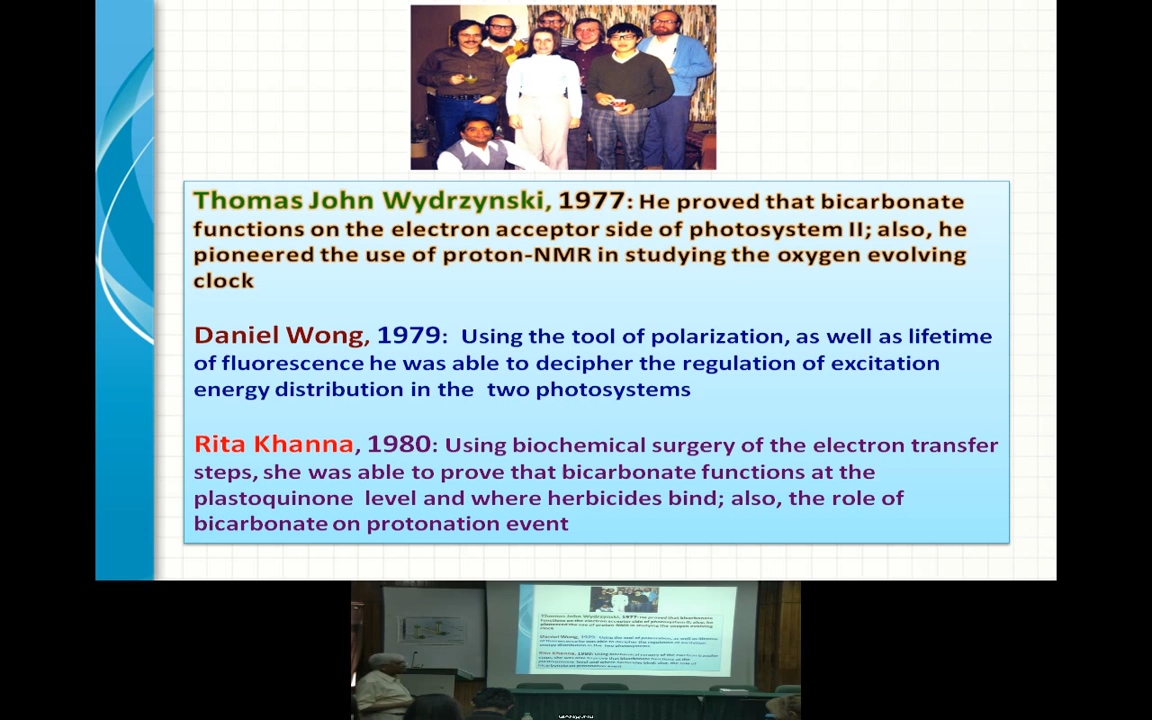 Thomas John Wydrzynski, 1977: He proved that bicarbonate
functions on the electron acceptor side of photosystem II; also, he
pioneered the use of proton-NMR in studying the oxygen evolving
clock
Daniel Wong, 1979: Using the tool of polarization, as well as lifetime
of fluorescence he was able to decipher the regulation of excitation
energy distribution in the two photosystems
Rita Khanna, 1980: Using biochemical surgery of the electron transfer
steps, she was able to prove that bicarbonate functions at the
plastoquinone level and where herbicides bind; also, the role of
bicarbonate on protonation event